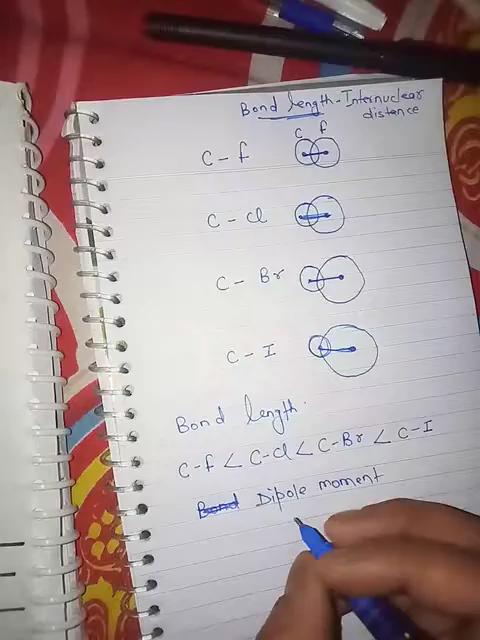 Bond length - Internuclear
distance
C f
C - f
C - Cl
C - Br
C - I
Bond length.
C-f < C-Cl < C-Br < C-I
Bond Dipole moment